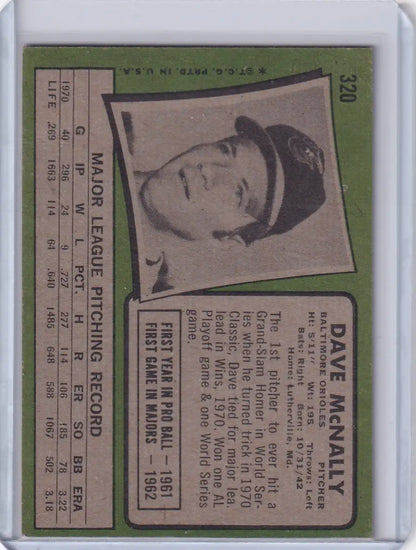 320
DAVE McNALLY
BALTIMORE ORIOLES PITCHER
Ht: 5'11" Wt: 195 Throws: Left
Bats: Right Born: 10/31/42
Home: Lutherville, Md.
The 1st pitcher to ever hit a
Grand-Slam Homer in World Ser-
ies when he turned trick in 1970
Classic, Dave tied for major lea
lead in Wins, 1970. Won one AL
Playoff game & one World Series
game.
FIRST YEAR IN PRO BALL — 1961
FIRST GAME IN MAJORS — 1962
MAJOR LEAGUE PITCHING RECORD
G IP W L PCT. H R ER SO BB ERA
1970 40 296 24 9 .727 277 114 106 185 78 3.22
LIFE 269 1663 114 64 .640 1485 648 588 1067 502 3.18
* © T.C.G. PRTD. IN U.S.A.